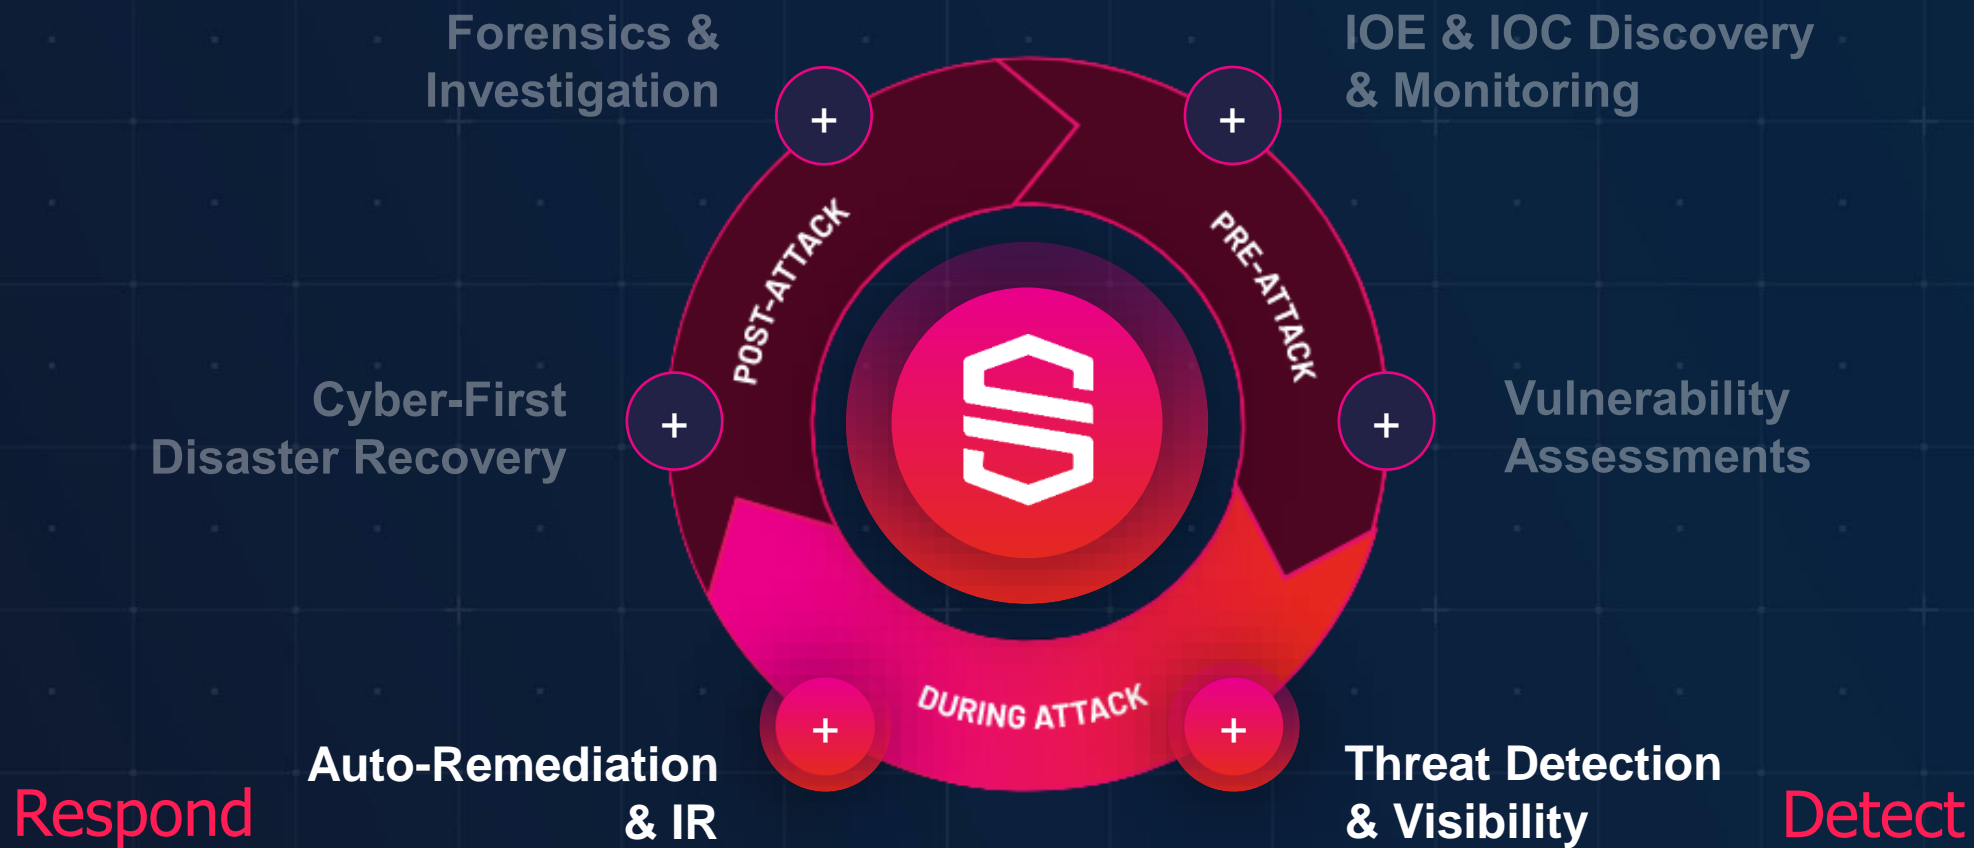 Forensics &
Investigation
IOE & IOC Discovery
& Monitoring
+
+
POST-ATTACK
PRE-ATTACK
Cyber-First
Disaster Recovery
+
+
Vulnerability
Assessments
DURING ATTACK
+
+
Auto-Remediation
& IR
Threat Detection
& Visibility
Respond
Detect